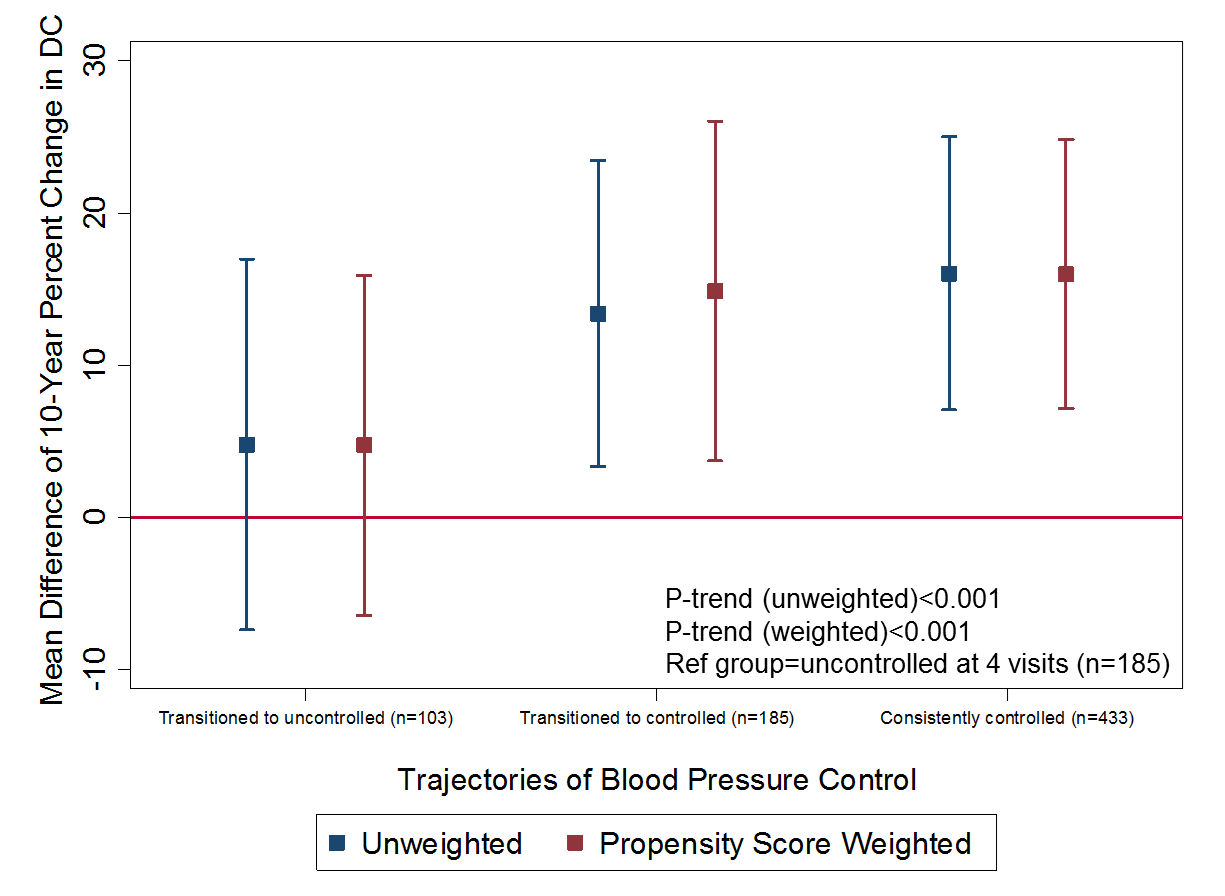 Mean Difference of 10-Year Percent Change in DC
30
20
10
0
-10
P-trend (unweighted)<0.001
P-trend (weighted)<0.001
Ref group=uncontrolled at 4 visits (n=185)
Transitioned to uncontrolled (n=103)
Transitioned to controlled (n=185)
Consistently controlled (n=433)
Trajectories of Blood Pressure Control
Unweighted
Propensity Score Weighted